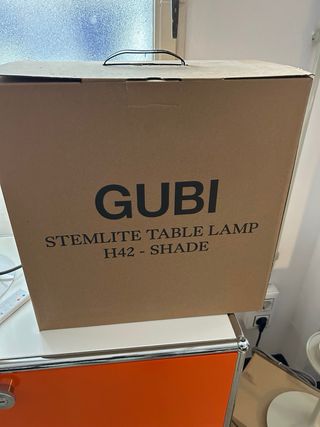 GUBI
STEMLITE TABLE LAMP
H42 - SHADE